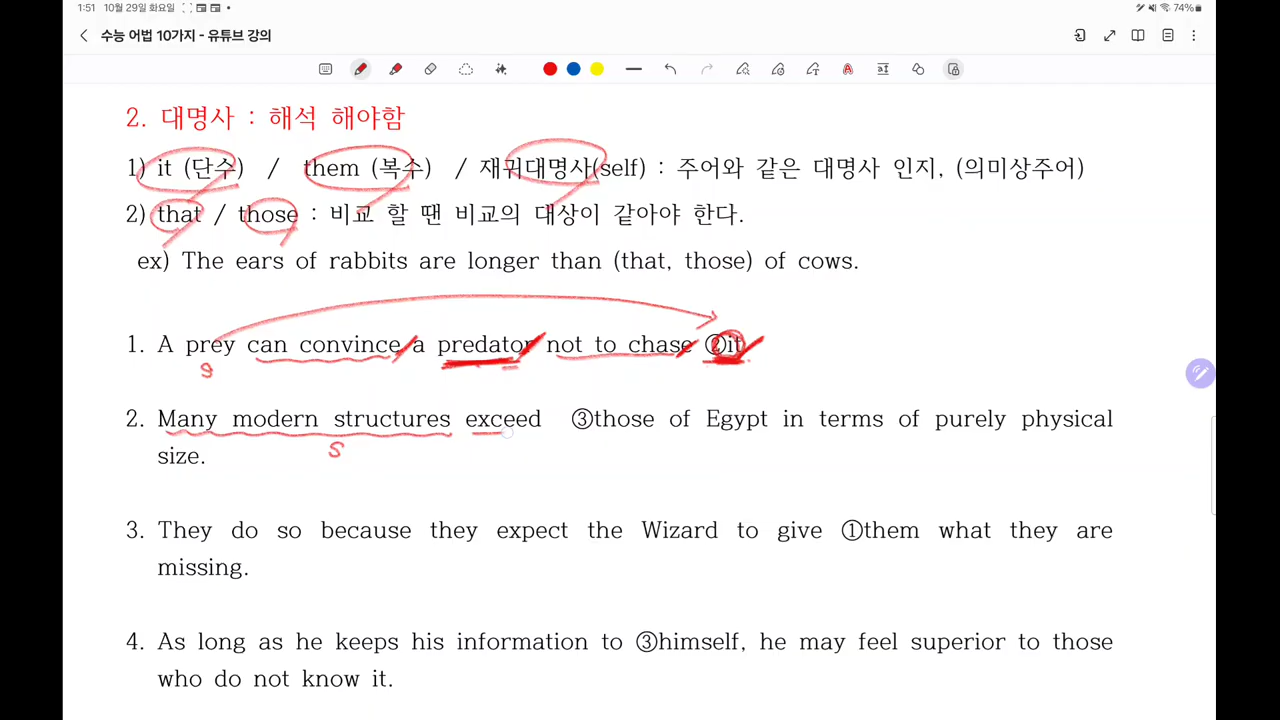 1:51 10월 29일 화요일
74%
수능 어법 10가지 - 유튜브 강의
2. 대명사 : 해석 해야함
1) it (단수) / them (복수) / 재귀대명사(self) : 주어와 같은 대명사 인지, (의미상주어)
2) that / those : 비교 할 땐 비교의 대상이 같아야 한다.
ex) The ears of rabbits are longer than (that, those) of cows.
1. A prey can convince a predator not to chase ②it
S
2. Many modern structures exceed ③those of Egypt in terms of purely physical
S
size.
3. They do so because they expect the Wizard to give ①them what they are
missing.
4. As long as he keeps his information to ③himself, he may feel superior to those
who do not know it.